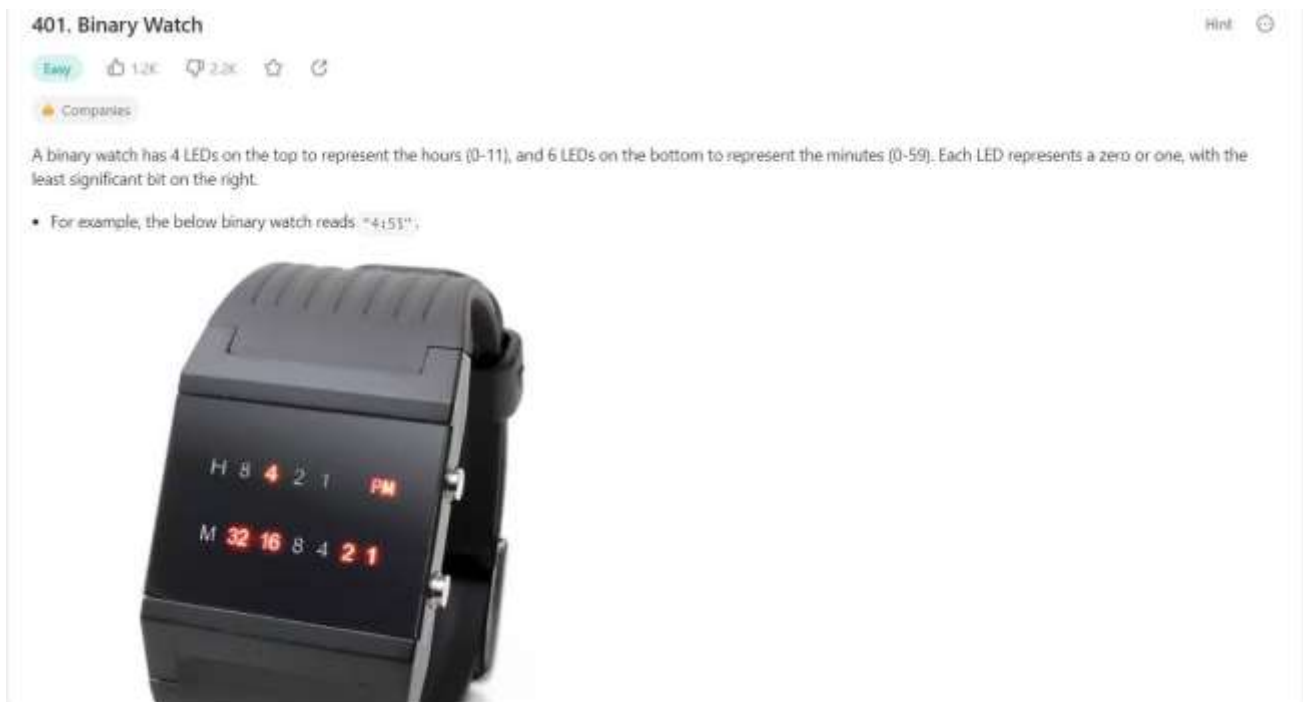 401. Binary Watch
Hint
Easy 1.2K 2.2K
Companies
A binary watch has 4 LEDs on the top to represent the hours (0-11), and 6 LEDs on the bottom to represent the minutes (0-59). Each LED represents a zero or one, with the
least significant bit on the right.
• For example, the below binary watch reads "4:51".
H 8 4 2 1 PM
M 32 16 8 4 2 1